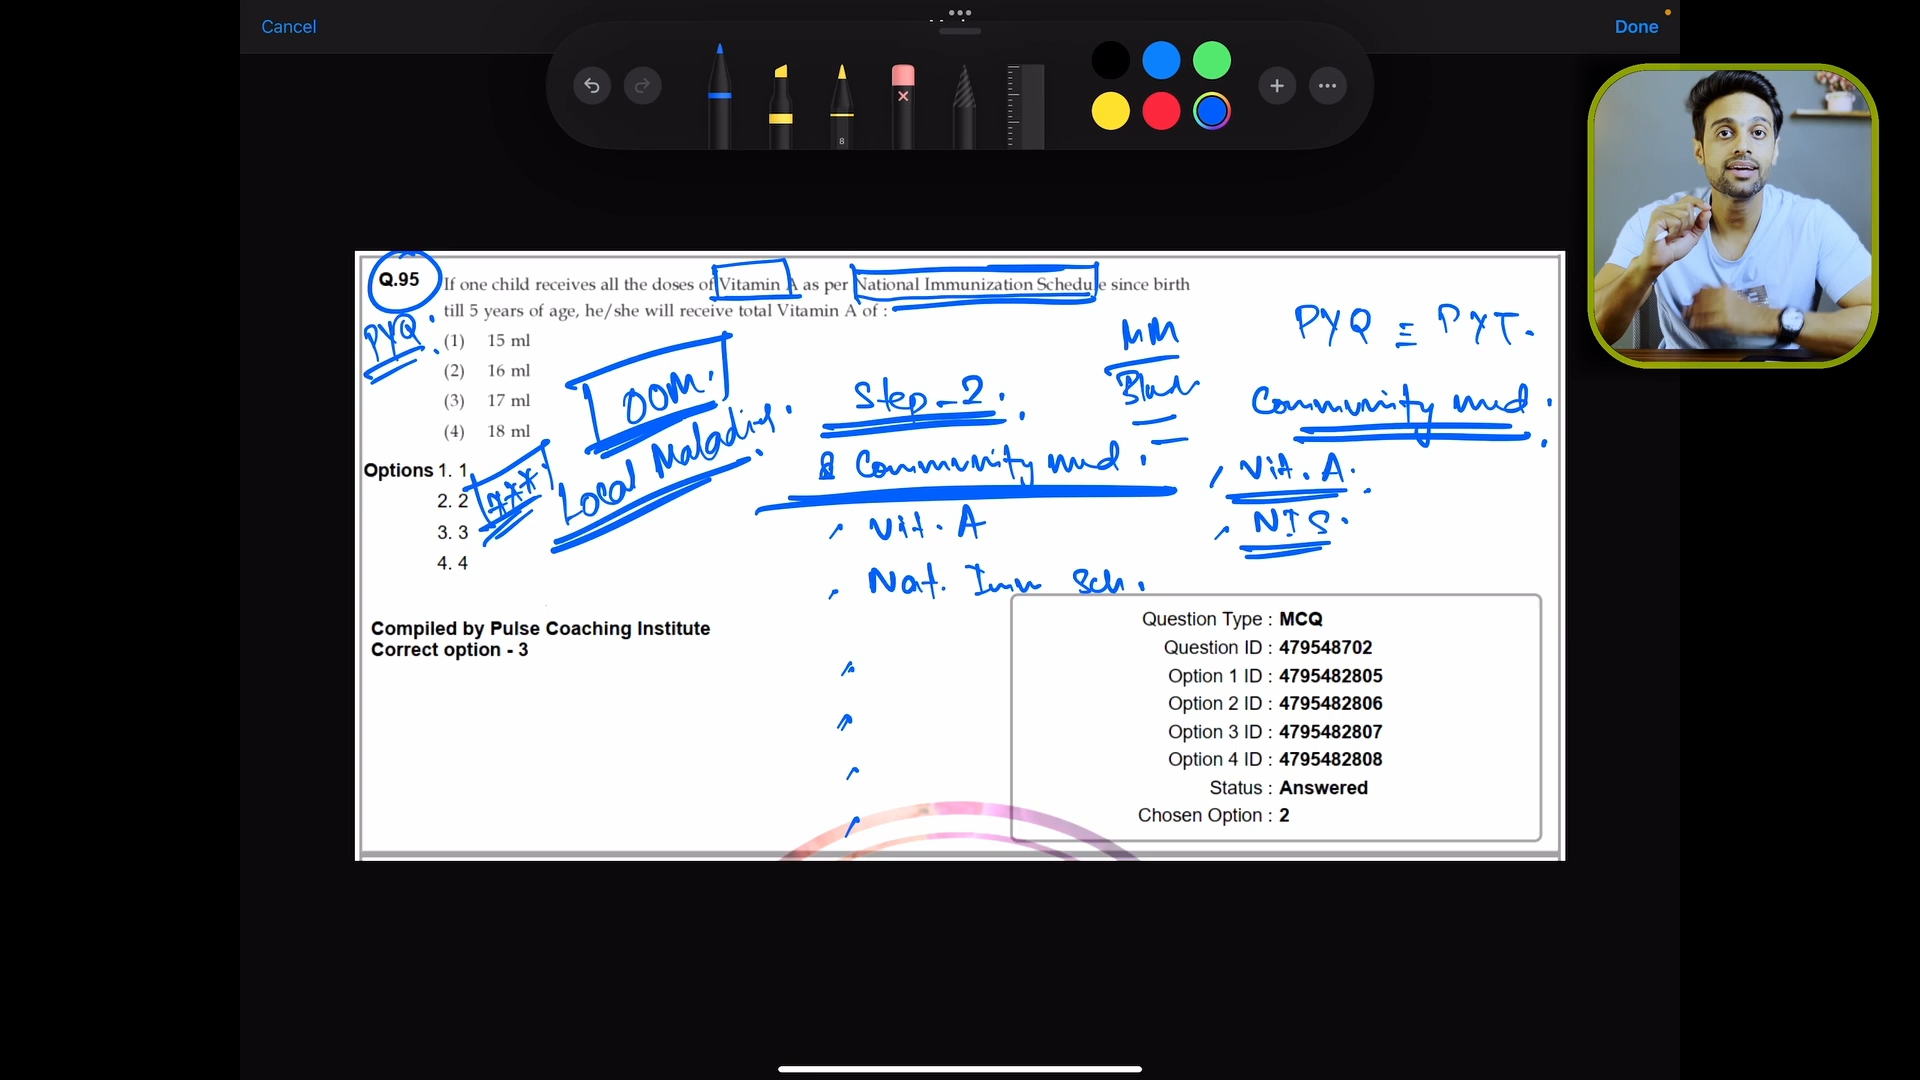 Cancel
Done
8
Q.95 If one child receives all the doses of Vitamin A as per National Immunization Schedule since birth
till 5 years of age, he/she will receive total Vitamin A of :
(1) 15 ml
(2) 16 ml
(3) 17 ml
(4) 18 ml
PYQ
OOM.
Local Maladies.
***
Options 1. 1
2. 2
3. 3
4. 4
Step-2.
Community med.
Vit. A
Nat. Imm Sch.
MM
PYQ ≡ PYT.
Community med.
Vit. A.
NIS.
Compiled by Pulse Coaching Institute
Correct option - 3
Question Type : MCQ
Question ID : 479548702
Option 1 ID : 4795482805
Option 2 ID : 4795482806
Option 3 ID : 4795482807
Option 4 ID : 4795482808
Status : Answered
Chosen Option : 2